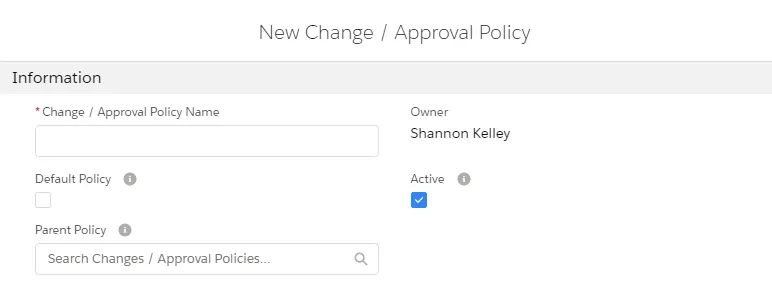 New Change / Approval Policy
Information
* Change / Approval Policy Name
Owner
Shannon Kelley
Default Policy
Active
Parent Policy
Search Changes / Approval Policies...